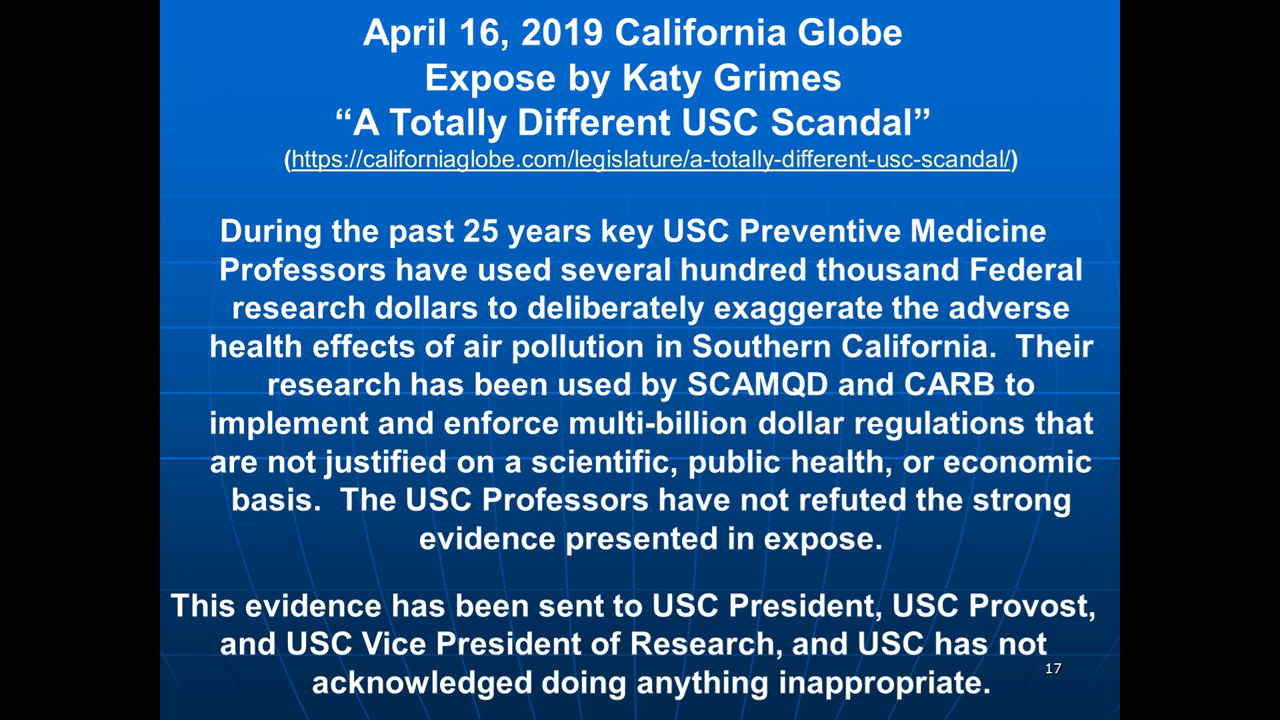 April 16, 2019 California Globe
Expose by Katy Grimes
“A Totally Different USC Scandal”
(https://californiaglobe.com/legislature/a-totally-different-usc-scandal/)
During the past 25 years key USC Preventive Medicine
Professors have used several hundred thousand Federal
research dollars to deliberately exaggerate the adverse
health effects of air pollution in Southern California.  Their
research has been used by SCAMQD and CARB to
implement and enforce multi-billion dollar regulations that
are not justified on a scientific, public health, or economic
basis.  The USC Professors have not refuted the strong
evidence presented in expose.
This evidence has been sent to USC President, USC Provost,
and USC Vice President of Research, and USC has not
acknowledged doing anything inappropriate.
17